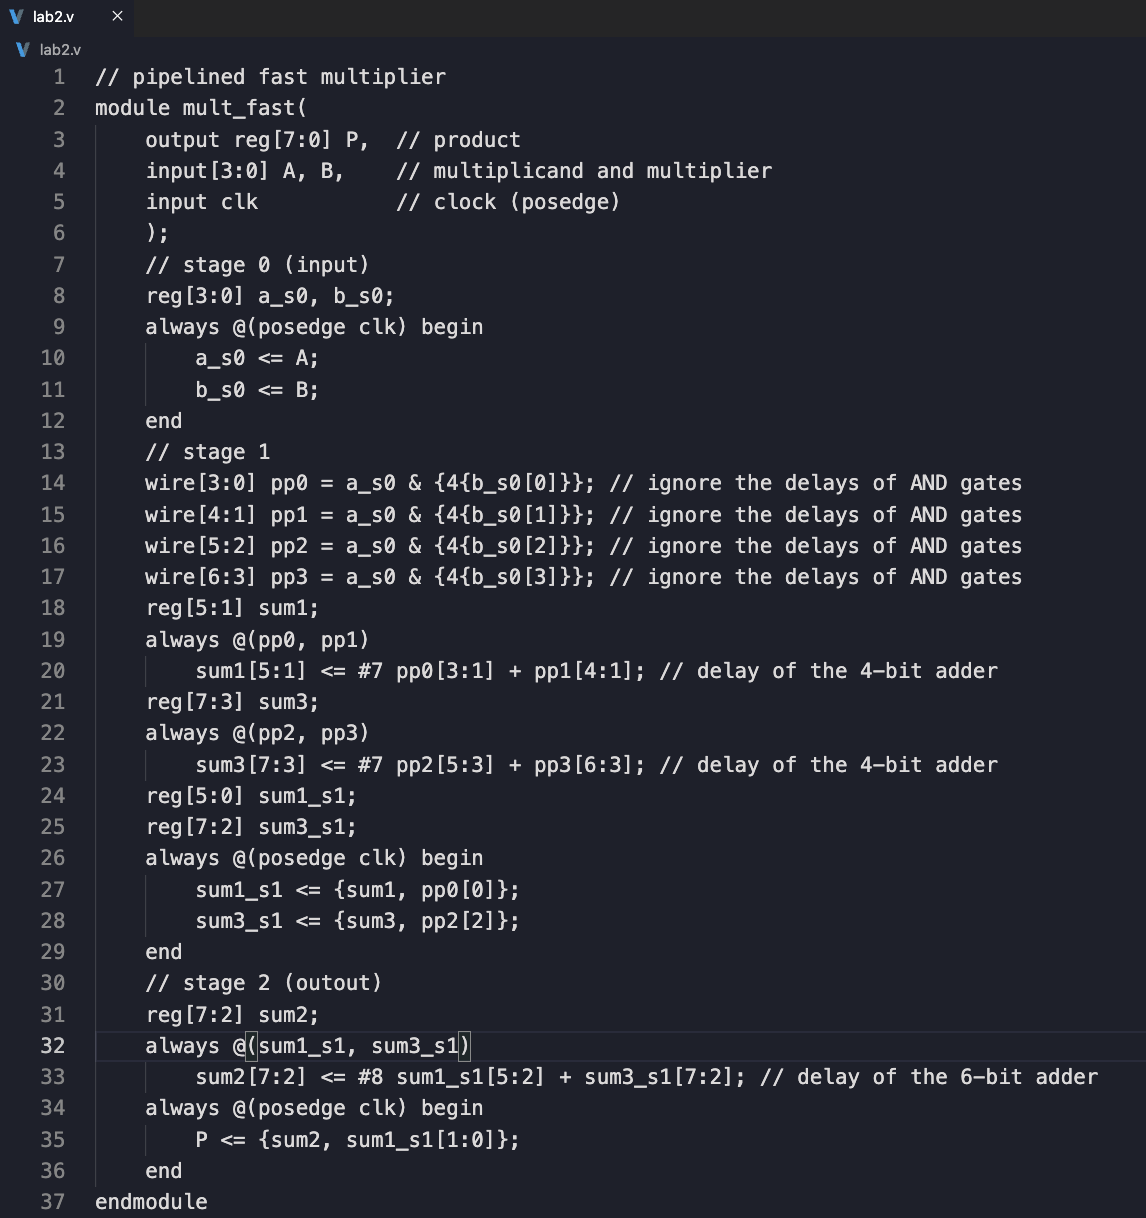 lab2.v
lab2.v
1 // pipelined fast multiplier
2 module mult_fast(
3     output reg[7:0] P,  // product
4     input[3:0] A, B,    // multiplicand and multiplier
5     input clk           // clock (posedge)
6     );
7     // stage 0 (input)
8     reg[3:0] a_s0, b_s0;
9     always @(posedge clk) begin
10         a_s0 <= A;
11         b_s0 <= B;
12     end
13     // stage 1
14     wire[3:0] pp0 = a_s0 & {4{b_s0[0]}}; // ignore the delays of AND gates
15     wire[4:1] pp1 = a_s0 & {4{b_s0[1]}}; // ignore the delays of AND gates
16     wire[5:2] pp2 = a_s0 & {4{b_s0[2]}}; // ignore the delays of AND gates
17     wire[6:3] pp3 = a_s0 & {4{b_s0[3]}}; // ignore the delays of AND gates
18     reg[5:1] sum1;
19     always @(pp0, pp1)
20         sum1[5:1] <= #7 pp0[3:1] + pp1[4:1]; // delay of the 4-bit adder
21     reg[7:3] sum3;
22     always @(pp2, pp3)
23         sum3[7:3] <= #7 pp2[5:3] + pp3[6:3]; // delay of the 4-bit adder
24     reg[5:0] sum1_s1;
25     reg[7:2] sum3_s1;
26     always @(posedge clk) begin
27         sum1_s1 <= {sum1, pp0[0]};
28         sum3_s1 <= {sum3, pp2[2]};
29     end
30     // stage 2 (outout)
31     reg[7:2] sum2;
32     always @(sum1_s1, sum3_s1)
33         sum2[7:2] <= #8 sum1_s1[5:2] + sum3_s1[7:2]; // delay of the 6-bit adder
34     always @(posedge clk) begin
35         P <= {sum2, sum1_s1[1:0]};
36     end
37 endmodule